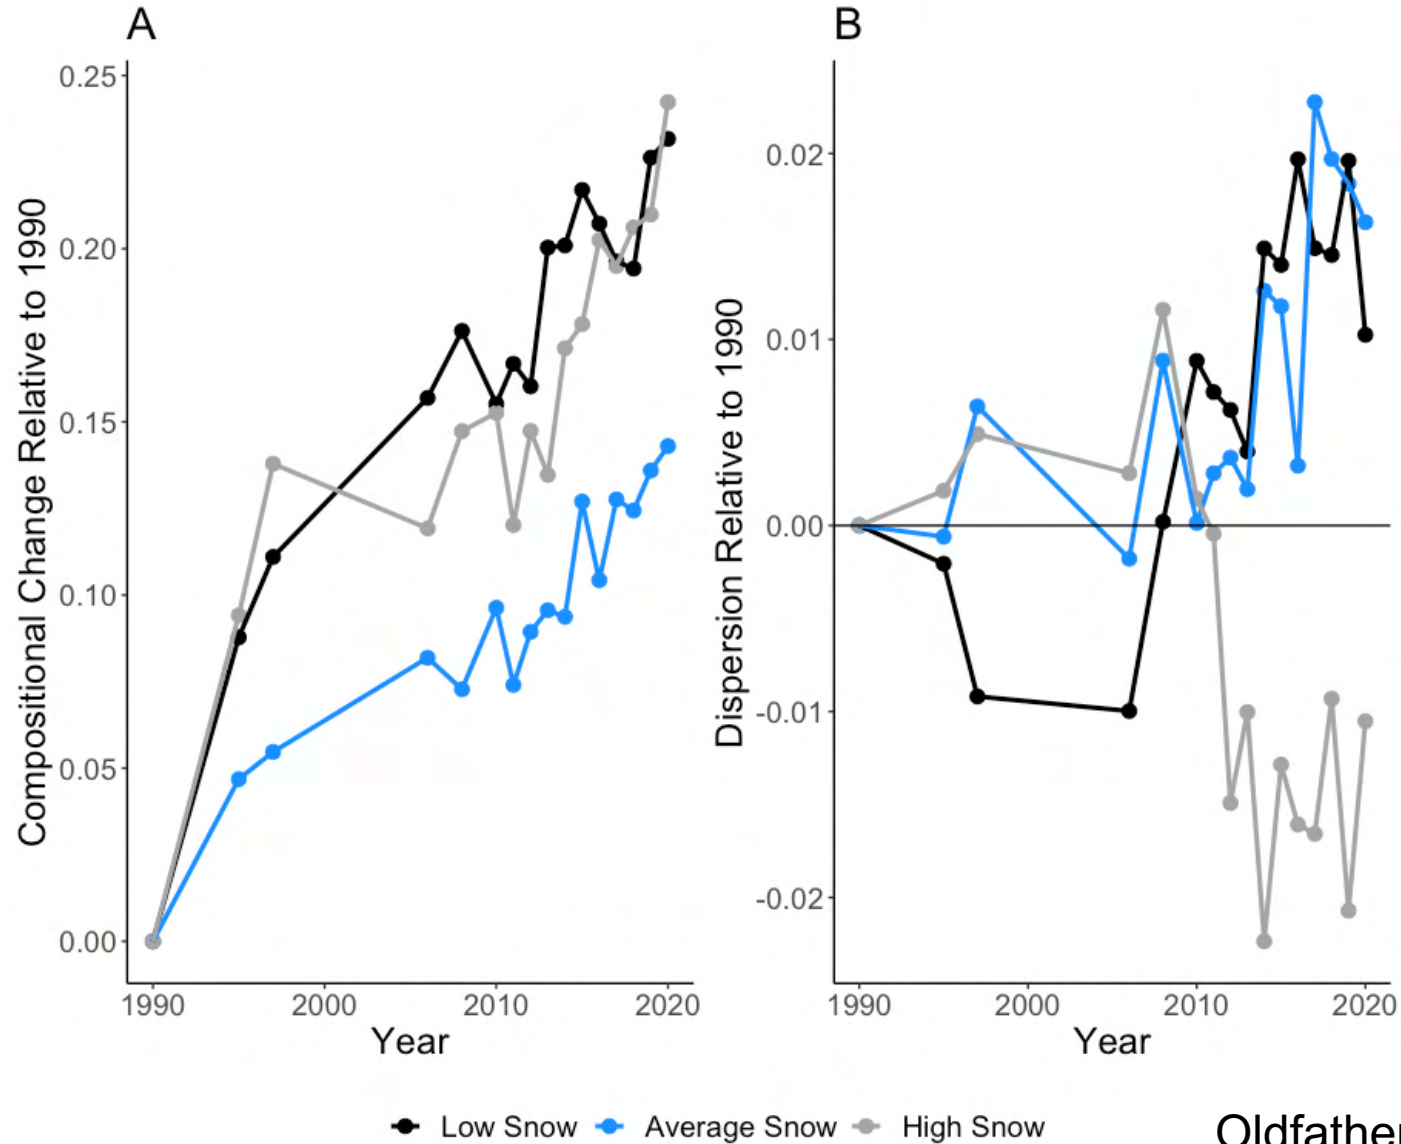 A
Compositional Change Relative to 1990
0.25
0.20
0.15
0.10
0.05
0.00
1990 2000 2010 2020
Year
B
Dispersion Relative to 1990
0.02
0.01
0.00
-0.01
-0.02
1990 2000 2010 2020
Year
Low Snow Average Snow High Snow
Oldfather